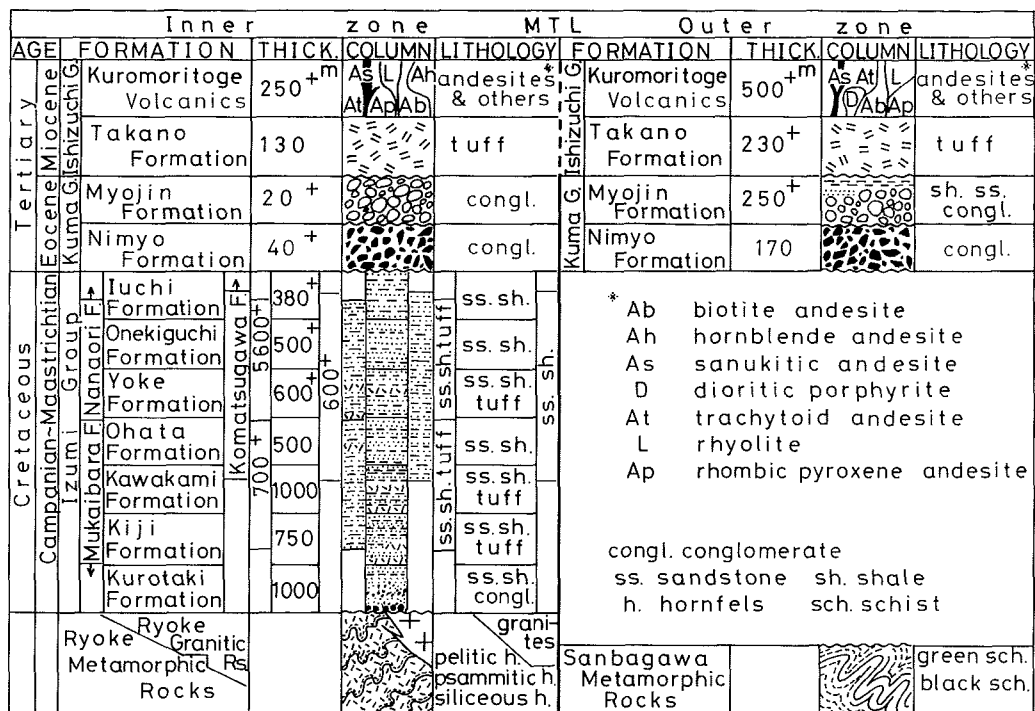 Inner zone MTL Outer zone
AGE FORMATION THICK. COLUMN LITHOLOGY FORMATION THICK. COLUMN LITHOLOGY
Tertiary
Miocene
Eocene
Ishizuchi G.
Kuma G.
Kuromoritoge
Volcanics
250+m
As L Ah
At Ap Ab
andesites*
& others
Takano
Formation
130
tuff
Myojin
Formation
20+
congl.
Nimyo
Formation
40+
congl.
Ishizuchi G.
Kuma G.
Kuromoritoge
Volcanics
500+m
As At L
D Ab Ap
andesites*
& others
Takano
Formation
230+
tuff
Myojin
Formation
250+
sh. ss.
congl.
Nimyo
Formation
170
congl.
Cretaceous
Campanian-Maastrichtian
Izumi Group
Mukaibara F.
Nanaori F.
Komatsugawa F.
5600+
700+
600+
ss.sh.tuff
ss.sh.tuff
ss. sh.
Iuchi
Formation
380+
ss. sh.
Onekiguchi
Formation
500+
ss. sh.
Yoke
Formation
600+
ss. sh.
tuff
Ohata
Formation
500
ss. sh.
Kawakami
Formation
1000
ss. sh.
tuff
Kiji
Formation
750
ss. sh.
tuff
Kurotaki
Formation
1000
ss. sh.
congl.
* Ab biotite andesite
Ah hornblende andesite
As sanukitic andesite
D dioritic porphyrite
At trachytoid andesite
L rhyolite
Ap rhombic pyroxene andesite
congl. conglomerate
ss. sandstone sh. shale
h. hornfels sch. schist
Ryoke
Granitic
Rs.
Ryoke
Metamorphic
Rocks
grani-
tes
pelitic h.
psammitic h.
siliceous h.
Sanbagawa
Metamorphic
Rocks
green sch.
black sch.